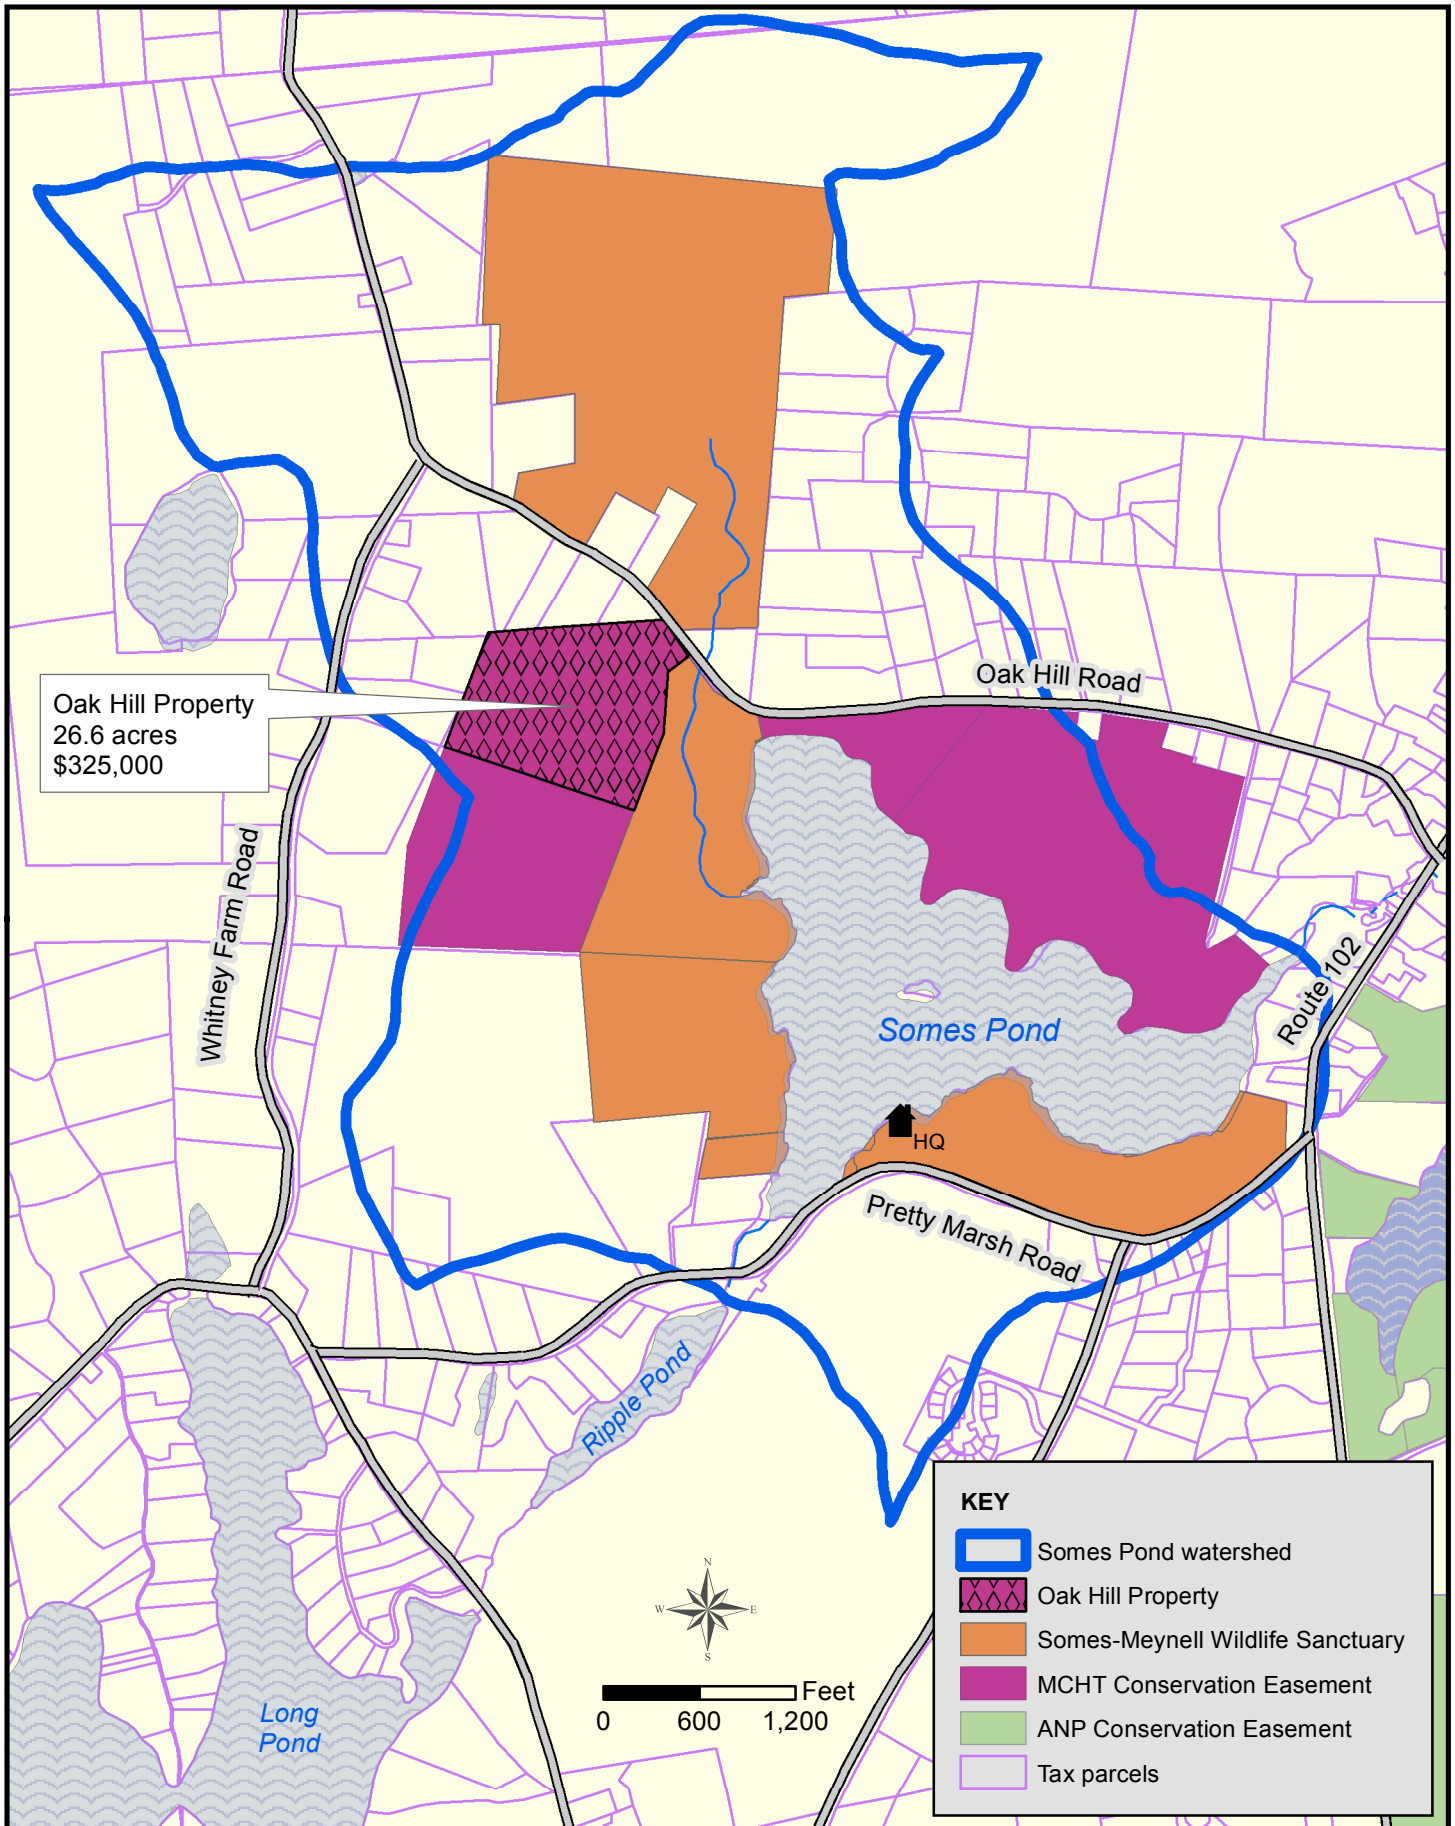 Oak Hill Road
Oak Hill Property
26.6 acres
$325,000
Whitney Farm Road
Route 102
Somes Pond
HQ
Pretty Marsh Road
Ripple Pond
Long
Pond
N
W
E
S
Feet
0 600 1,200
KEY
Somes Pond watershed
Oak Hill Property
Somes-Meynell Wildlife Sanctuary
MCHT Conservation Easement
ANP Conservation Easement
Tax parcels